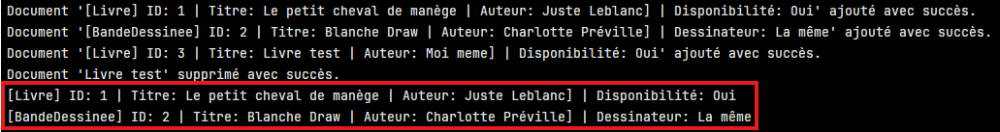 Document '[Livre] ID: 1 | Titre: Le petit cheval de manège | Auteur: Juste Leblanc] | Disponibilité: Oui' ajouté avec succès.
Document '[BandeDessinee] ID: 2 | Titre: Blanche Draw | Auteur: Charlotte Préville] | Dessinateur: La même' ajouté avec succès.
Document '[Livre] ID: 3 | Titre: Livre test | Auteur: Moi meme] | Disponibilité: Oui' ajouté avec succès.
Document 'Livre test' supprimé avec succès.
[Livre] ID: 1 | Titre: Le petit cheval de manège | Auteur: Juste Leblanc] | Disponibilité: Oui
[BandeDessinee] ID: 2 | Titre: Blanche Draw | Auteur: Charlotte Préville] | Dessinateur: La même